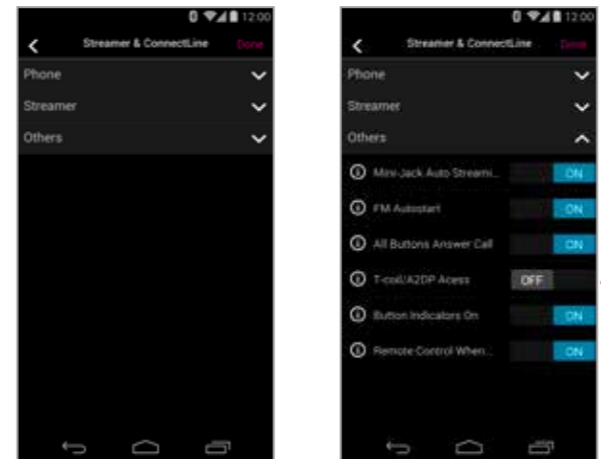 12:00
Streamer & ConnectLine Done
Phone
Streamer
Others
12:00
Streamer & ConnectLine Done
Phone
Streamer
Others
Mini-Jack Auto Streami... ON
FM Autostart ON
All Buttons Answer Call ON
T-coil/A2DP Acess OFF
Button Indicators On ON
Remote Control When... ON